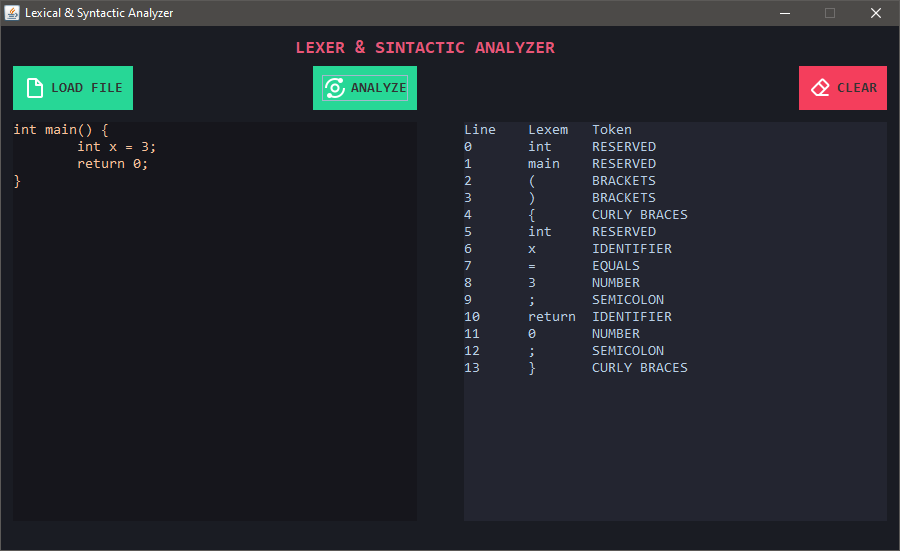 Lexical & Syntactic Analyzer
LEXER & SINTACTIC ANALYZER
LOAD FILE
ANALYZE
CLEAR
int main() {
        int x = 3;
        return 0;
}
Line    Lexem   Token
0       int     RESERVED
1       main    RESERVED
2       (       BRACKETS
3       )       BRACKETS
4       {       CURLY BRACES
5       int     RESERVED
6       x       IDENTIFIER
7       =       EQUALS
8       3       NUMBER
9       ;       SEMICOLON
10      return  IDENTIFIER
11      0       NUMBER
12      ;       SEMICOLON
13      }       CURLY BRACES